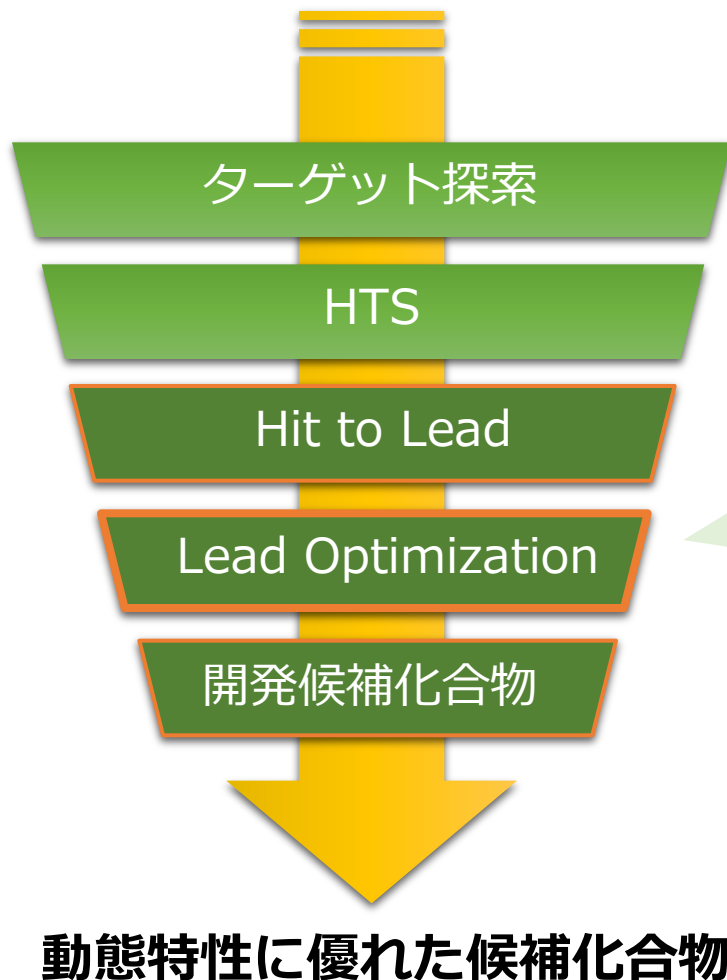 ターゲット探索
HTS
Hit to Lead
Lead Optimization
開発候補化合物
動態特性に優れた候補化合物